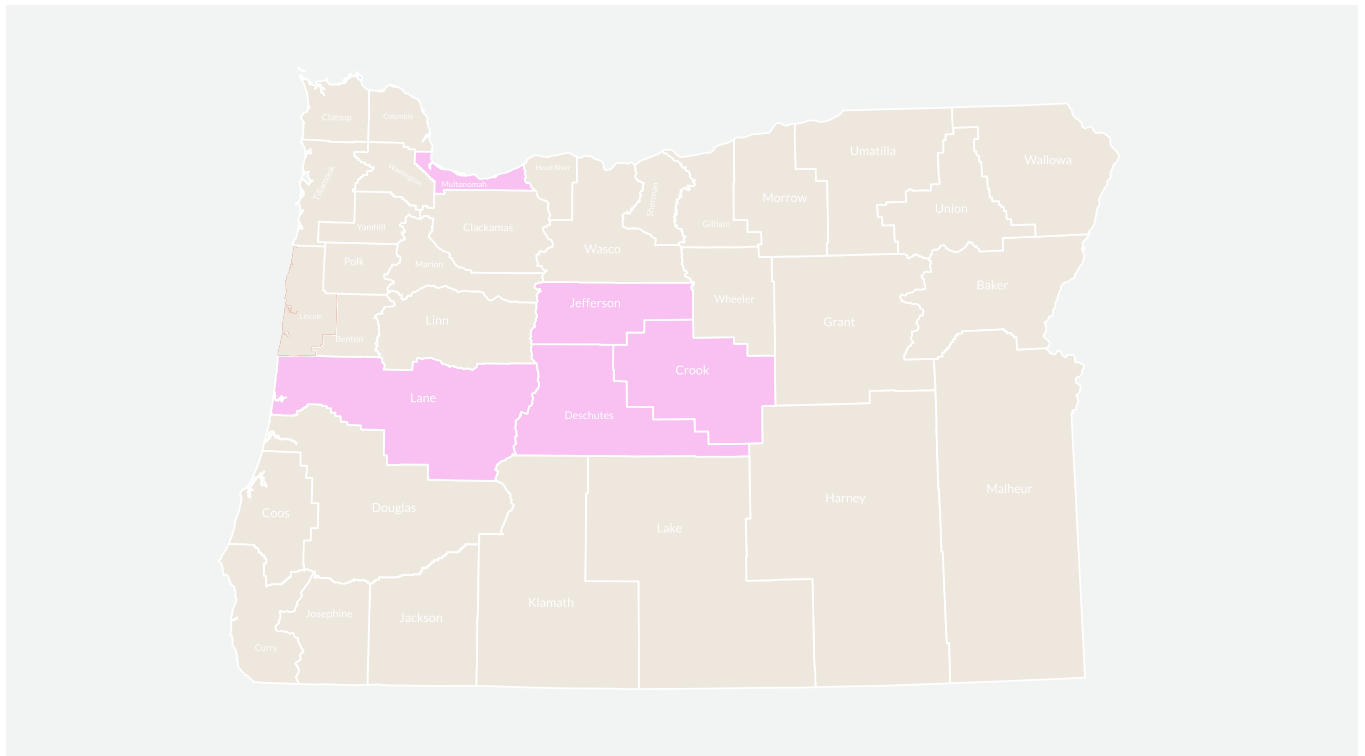 Clatsop
Columbia
Tillamook
Washington
Multonomah
Hood River
Sherman
Gilliam
Morrow
Umatilla
Union
Wallowa
Yamhill
Clackamas
Wasco
Polk
Marion
Baker
Jefferson
Wheeler
Lincoln
Linn
Grant
Benton
Lane
Crook
Deschutes
Coos
Douglas
Lake
Harney
Malheur
Klamath
Josephine
Jackson
Curry